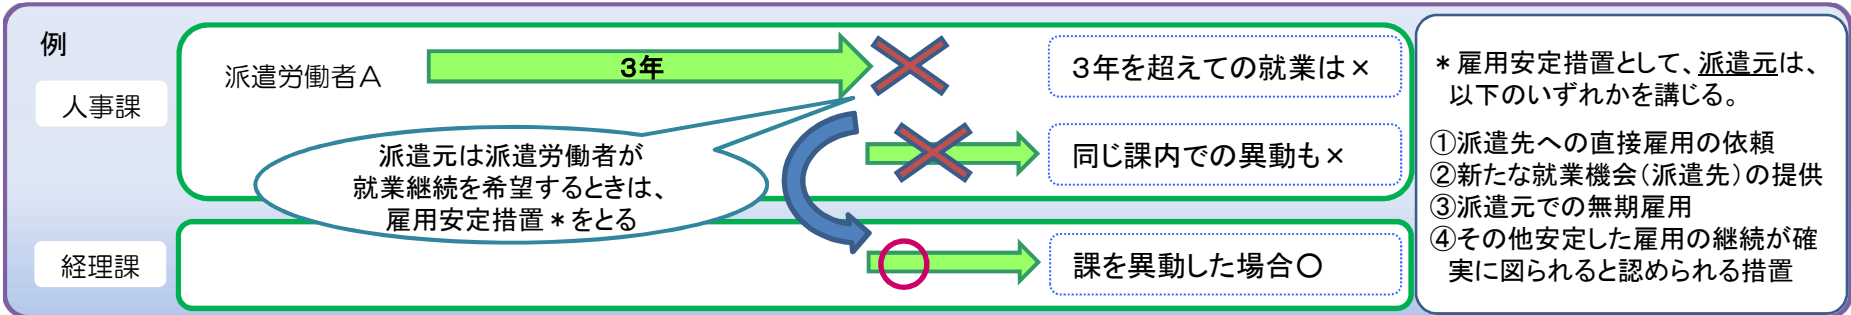 例
人事課
派遣労働者A
3年
3年を超えての就業は×
同じ課内での異動も×
派遣元は派遣労働者が
就業継続を希望するときは、
雇用安定措置＊をとる
経理課
課を異動した場合○
＊雇用安定措置として、派遣元は、
以下のいずれかを講じる。
①派遣先への直接雇用の依頼
②新たな就業機会（派遣先）の提供
③派遣元での無期雇用
④その他安定した雇用の継続が確
実に図られると認められる措置